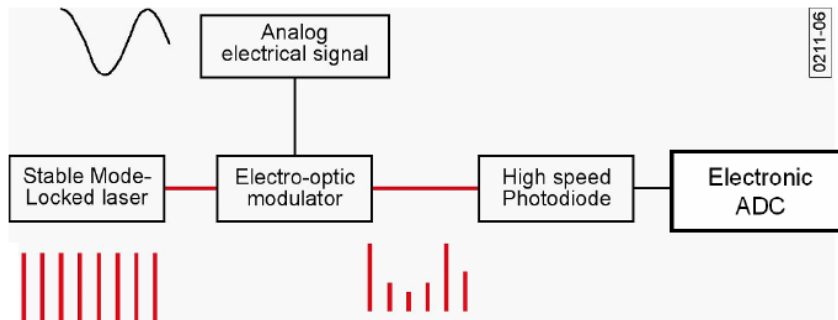 Analog
electrical signal
0211-06
Stable Mode-
Locked laser
Electro-optic
modulator
High speed
Photodiode
Electronic
ADC